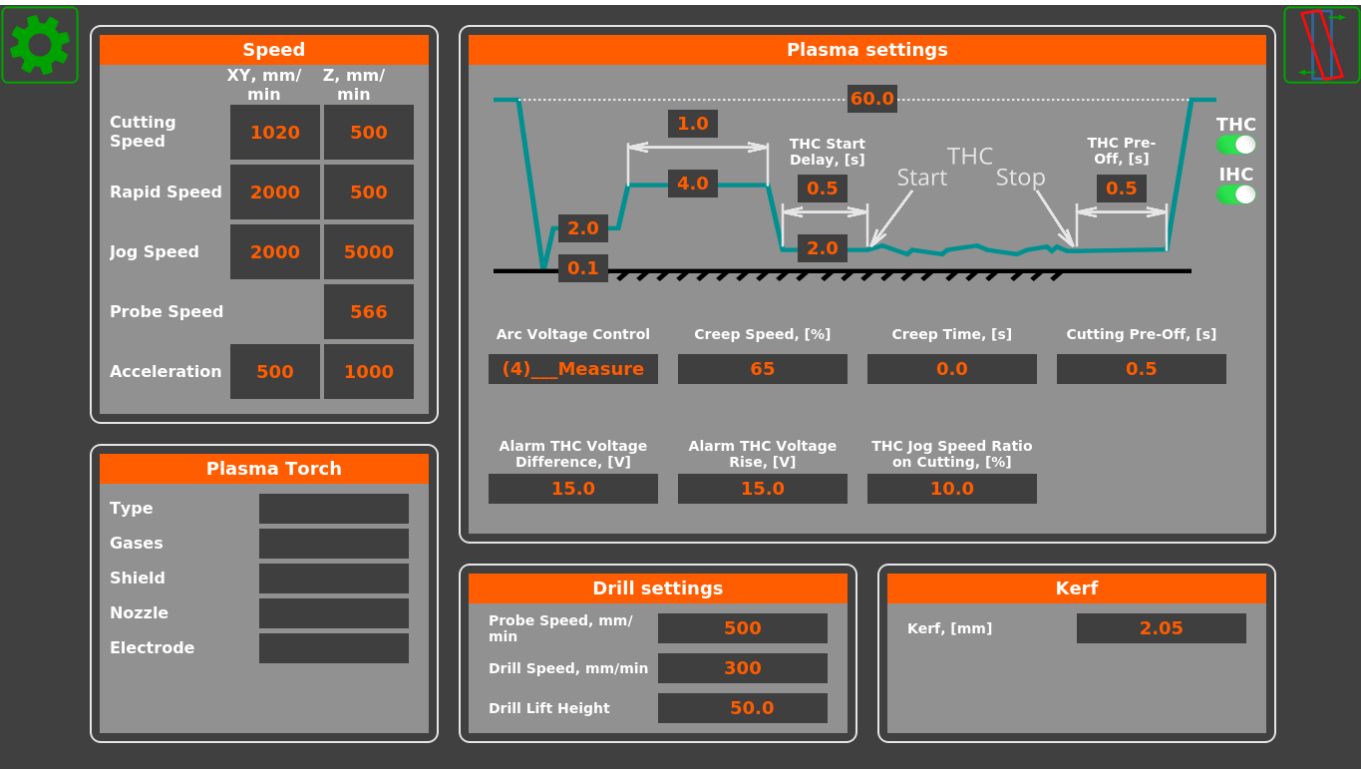 Speed
XY, mm/
min
Z, mm/
min
Cutting
Speed
1020
500
Rapid Speed
2000
500
Jog Speed
2000
5000
Probe Speed
566
Acceleration
500
1000
Plasma Torch
Type
Gases
Shield
Nozzle
Electrode
Plasma settings
60.0
1.0
4.0
2.0
0.1
THC Start
Delay, [s]
0.5
2.0
THC
Start
Stop
THC Pre-
Off, [s]
0.5
THC
IHC
Arc Voltage Control
(4)___Measure
Creep Speed, [%]
65
Creep Time, [s]
0.0
Cutting Pre-Off, [s]
0.5
Alarm THC Voltage
Difference, [V]
15.0
Alarm THC Voltage
Rise, [V]
15.0
THC Jog Speed Ratio
on Cutting, [%]
10.0
Drill settings
Probe Speed, mm/
min
500
Drill Speed, mm/min
300
Drill Lift Height
50.0
Kerf
Kerf, [mm]
2.05